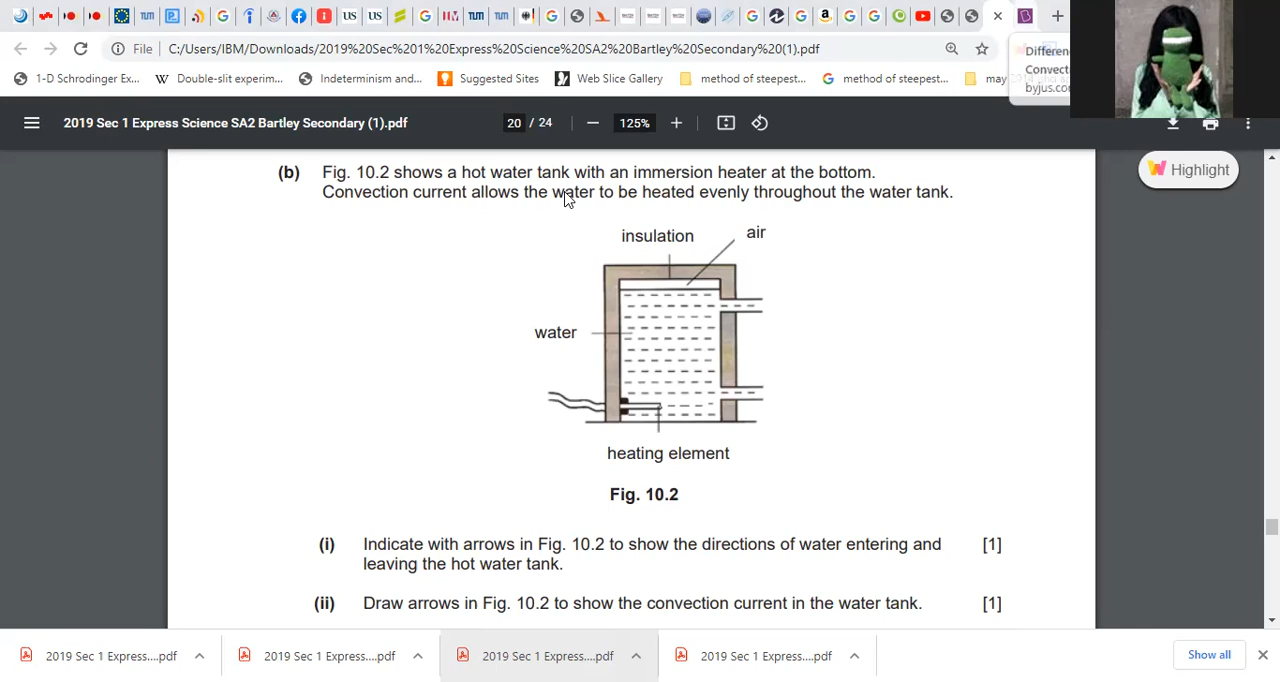 File
C:/Users/IBM/Downloads/2019%20Sec%201%20Express%20Science%20SA2%20Bartley%20Secondary%20(1).pdf
Differen
Convect
byjus.co
1-D Schrodinger Ex...
Double-slit experim...
Indeterminism and...
Suggested Sites
Web Slice Gallery
method of steepest...
method of steepest...
2019 Sec 1 Express Science SA2 Bartley Secondary (1).pdf
20 / 24
125%
Highlight
(b) Fig. 10.2 shows a hot water tank with an immersion heater at the bottom.
Convection current allows the water to be heated evenly throughout the water tank.
insulation
air
water
heating element
Fig. 10.2
(i) Indicate with arrows in Fig. 10.2 to show the directions of water entering and [1]
leaving the hot water tank.
(ii) Draw arrows in Fig. 10.2 to show the convection current in the water tank. [1]
2019 Sec 1 Express....pdf
2019 Sec 1 Express....pdf
2019 Sec 1 Express....pdf
2019 Sec 1 Express....pdf
Show all